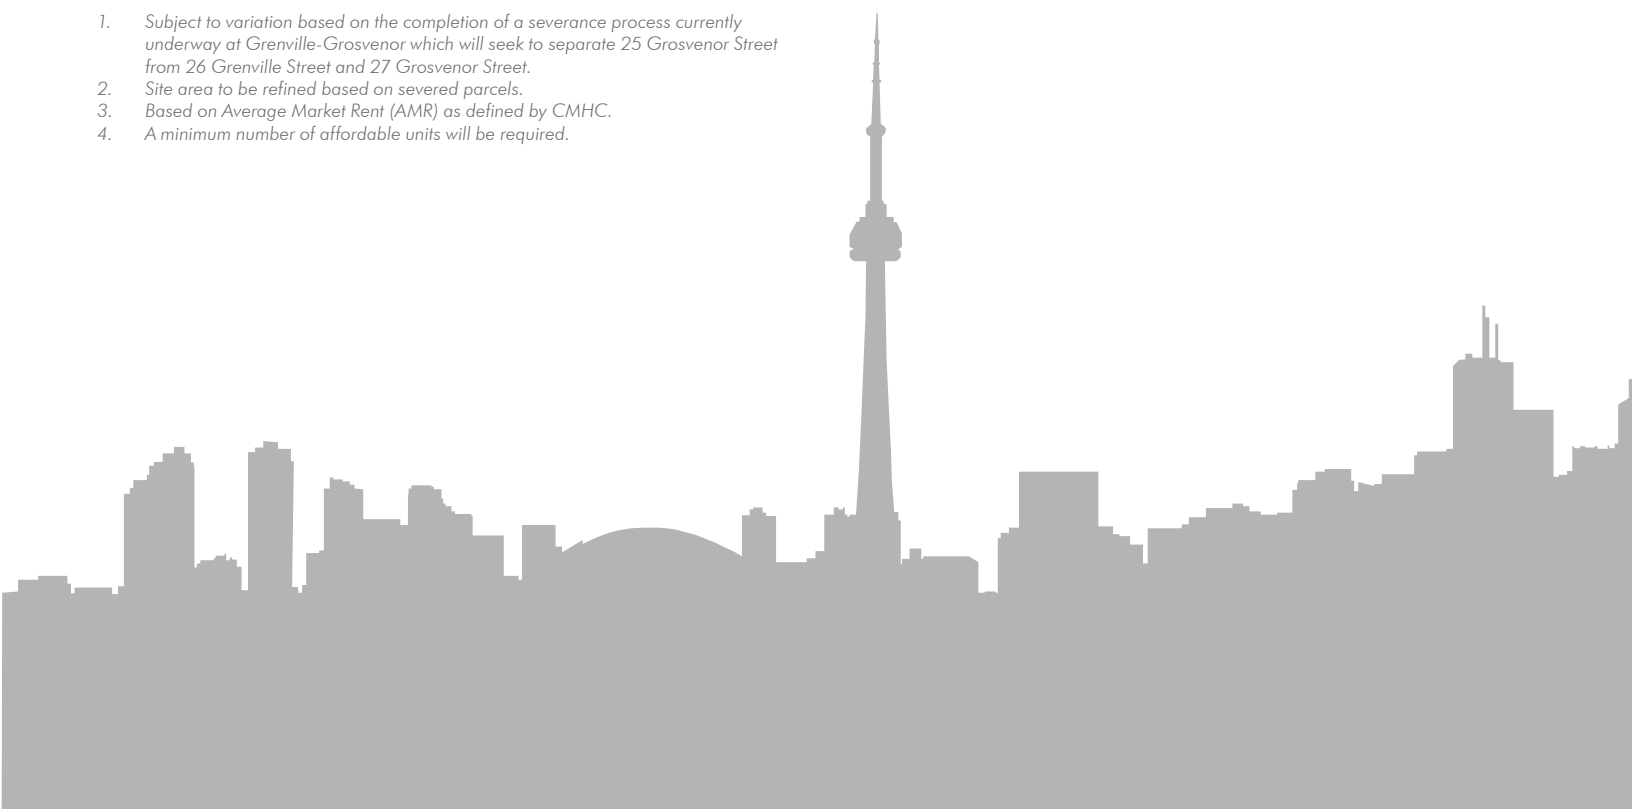 1. Subject to variation based on the completion of a severance process currently
underway at Grenville-Grosvenor which will seek to separate 25 Grosvenor Street
from 26 Grenville Street and 27 Grosvenor Street.
2. Site area to be refined based on severed parcels.
3. Based on Average Market Rent (AMR) as defined by CMHC.
4. A minimum number of affordable units will be required.